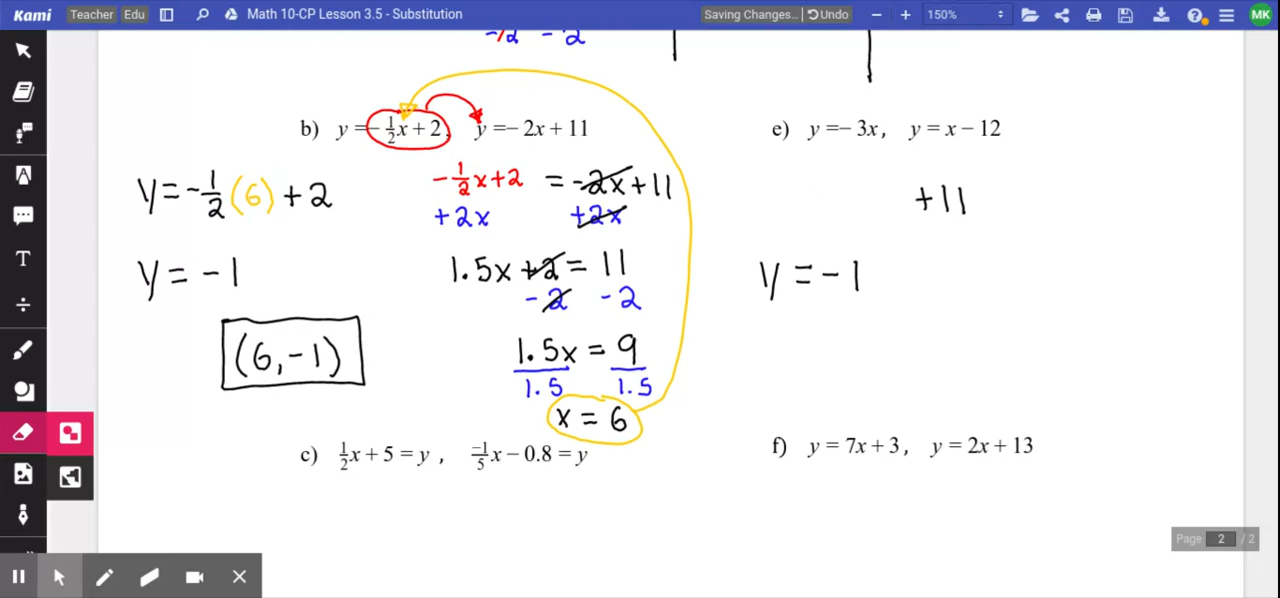 Kami Teacher Edu Math 10-CP Lesson 3.5 - Substitution Saving Changes... Undo − + 150% MK
-12 -2
b) y = -1/2x + 2, y = -2x + 11
e) y = -3x, y = x - 12
y = -1/2(6) + 2
-1/2x+2 = -2x+11
+11
+2x +2x
y = -1
1.5x+2 = 11
y = -1
-2 -2
(6,-1)
1.5x = 9
1.5 1.5
x = 6
c) 1/2x + 5 = y, -1/5x - 0.8 = y
f) y = 7x + 3, y = 2x + 13
Page 2 / 2